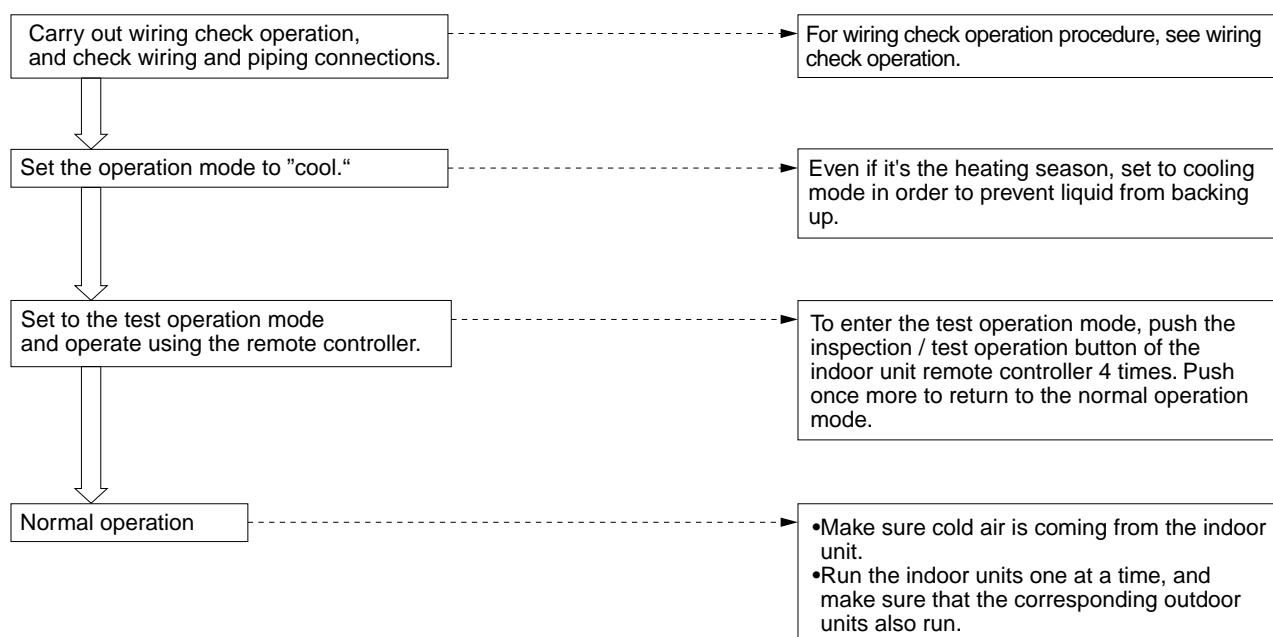 Carry out wiring check operation,
and check wiring and piping connections.
For wiring check operation procedure, see wiring
check operation.
Set the operation mode to ”cool.“
Even if it's the heating season, set to cooling
mode in order to prevent liquid from backing
up.
Set to the test operation mode
and operate using the remote controller.
To enter the test operation mode, push the
inspection / test operation button of the
indoor unit remote controller 4 times. Push
once more to return to the normal operation
mode.
Normal operation
•Make sure cold air is coming from the indoor
unit.
•Run the indoor units one at a time, and
make sure that the corresponding outdoor
units also run.